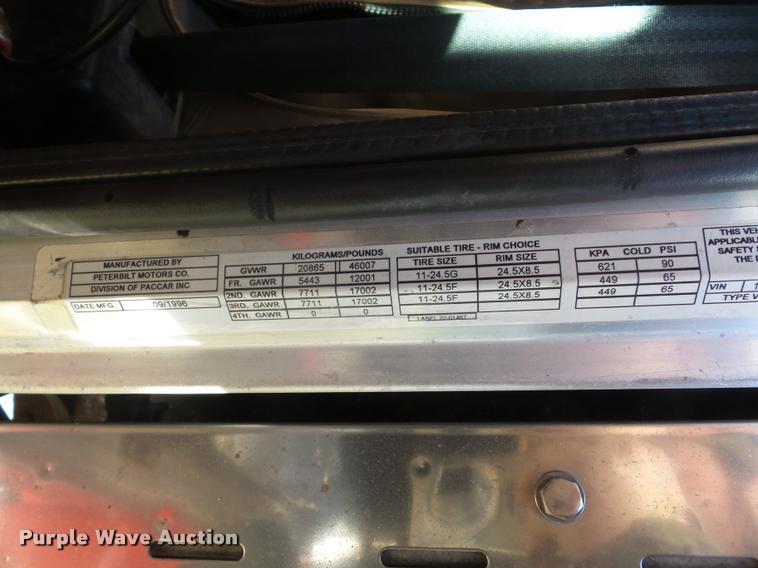 MANUFACTURED BY
PETERBILT MOTORS CO.
DIVISION OF PACCAR INC
DATE MFG. 09/1996
KILOGRAMS/POUNDS
GVWR 20865 46007
FR. GAWR 5443 12001
2ND. GAWR 7711 17002
3RD. GAWR 7711 17002
4TH. GAWR 0 0
SUITABLE TIRE - RIM CHOICE
TIRE SIZE RIM SIZE
11-24.5G 24.5X8.5
11-24.5F 24.5X8.5
11-24.5F 24.5X8.5
LABEL 22-01467
KPA COLD PSI
621 90
449 65
449 65
THIS VEH
APPLICABL
SAFETY S
THE D
VIN 1
TYPE V
Purple Wave Auction